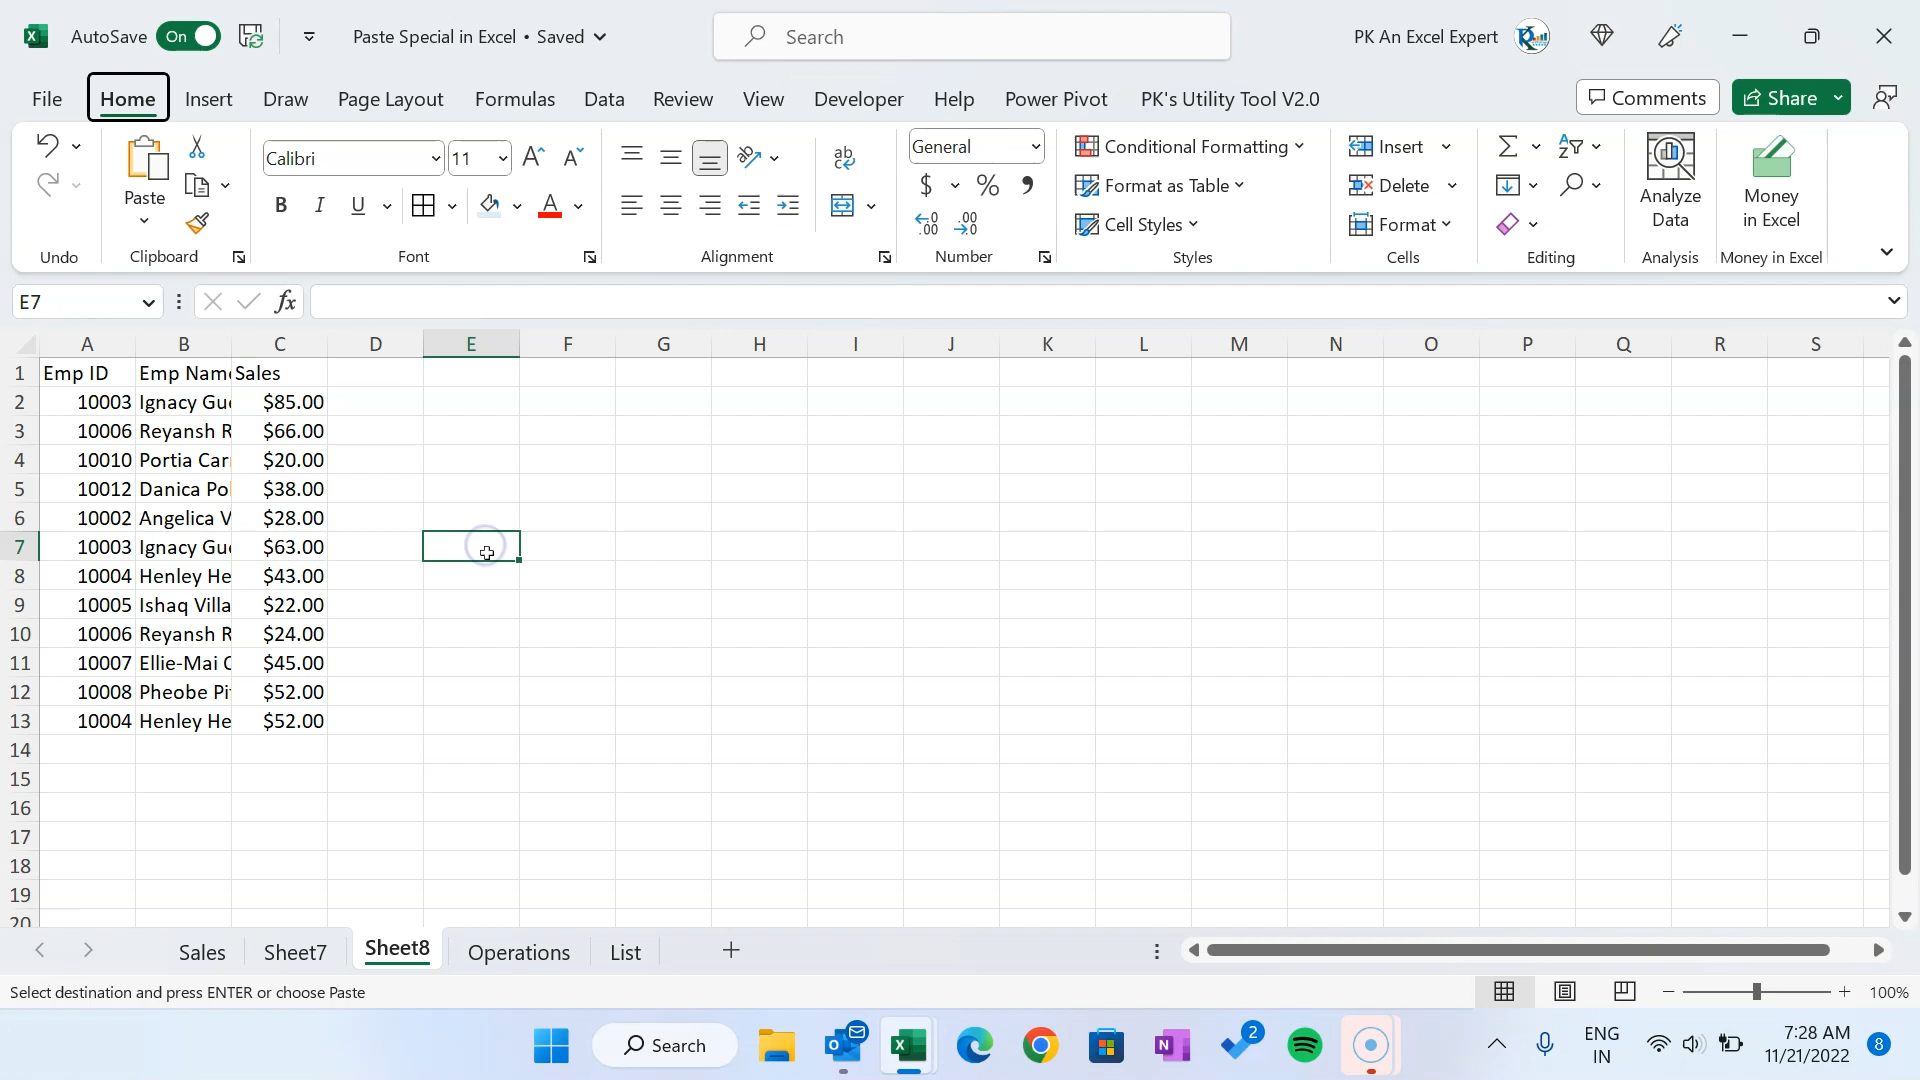 AutoSave On Paste Special in Excel • Saved Search PK An Excel Expert
File Home Insert Draw Page Layout Formulas Data Review View Developer Help Power Pivot PK's Utility Tool V2.0 Comments Share
Paste
Calibri 11
B I U
ab
General
$ % 9
Conditional Formatting
Format as Table
Cell Styles
Insert
Delete
Format
Analyze Data
Money in Excel
Undo Clipboard Font Alignment Number Styles Cells Editing Analysis Money in Excel
E7 fx
A B C D E F G H I J K L M N O P Q R S
1 Emp ID Emp Name Sales
2 10003 Ignacy Gue $85.00
3 10006 Reyansh R $66.00
4 10010 Portia Car $20.00
5 10012 Danica Pol $38.00
6 10002 Angelica V $28.00
7 10003 Ignacy Gue $63.00
8 10004 Henley He $43.00
9 10005 Ishaq Villa $22.00
10 10006 Reyansh R $24.00
11 10007 Ellie-Mai C $45.00
12 10008 Pheobe Pi $52.00
13 10004 Henley He $52.00
14
15
16
17
18
19
20
Sales Sheet7 Sheet8 Operations List
Select destination and press ENTER or choose Paste 100%
Search 2 ENG IN 7:28 AM 11/21/2022 8